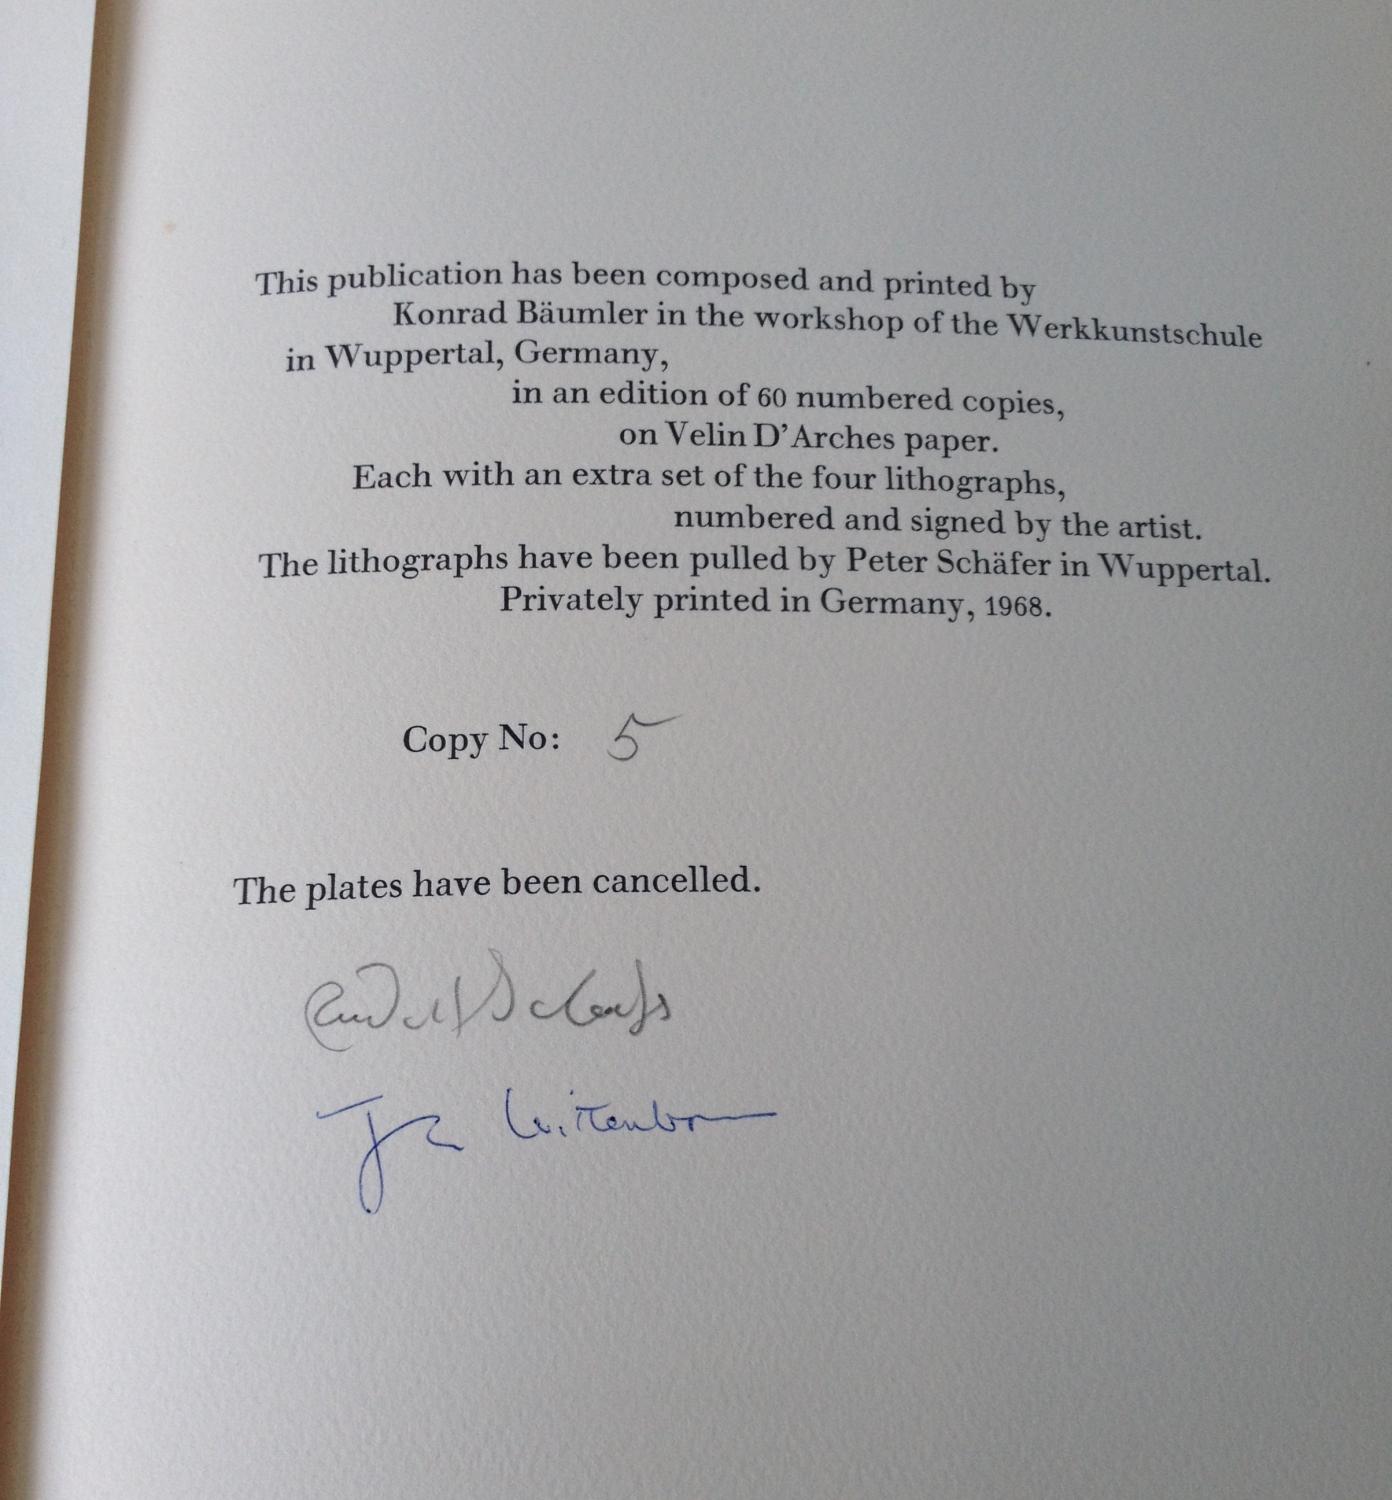 This publication has been composed and printed by
Konrad Bäumler in the workshop of the Werkkunstschule
in Wuppertal, Germany,
in an edition of 60 numbered copies,
on Velin D'Arches paper.
Each with an extra set of the four lithographs,
numbered and signed by the artist.
The lithographs have been pulled by Peter Schäfer in Wuppertal.
Privately printed in Germany, 1968.
Copy No: 5
The plates have been cancelled.